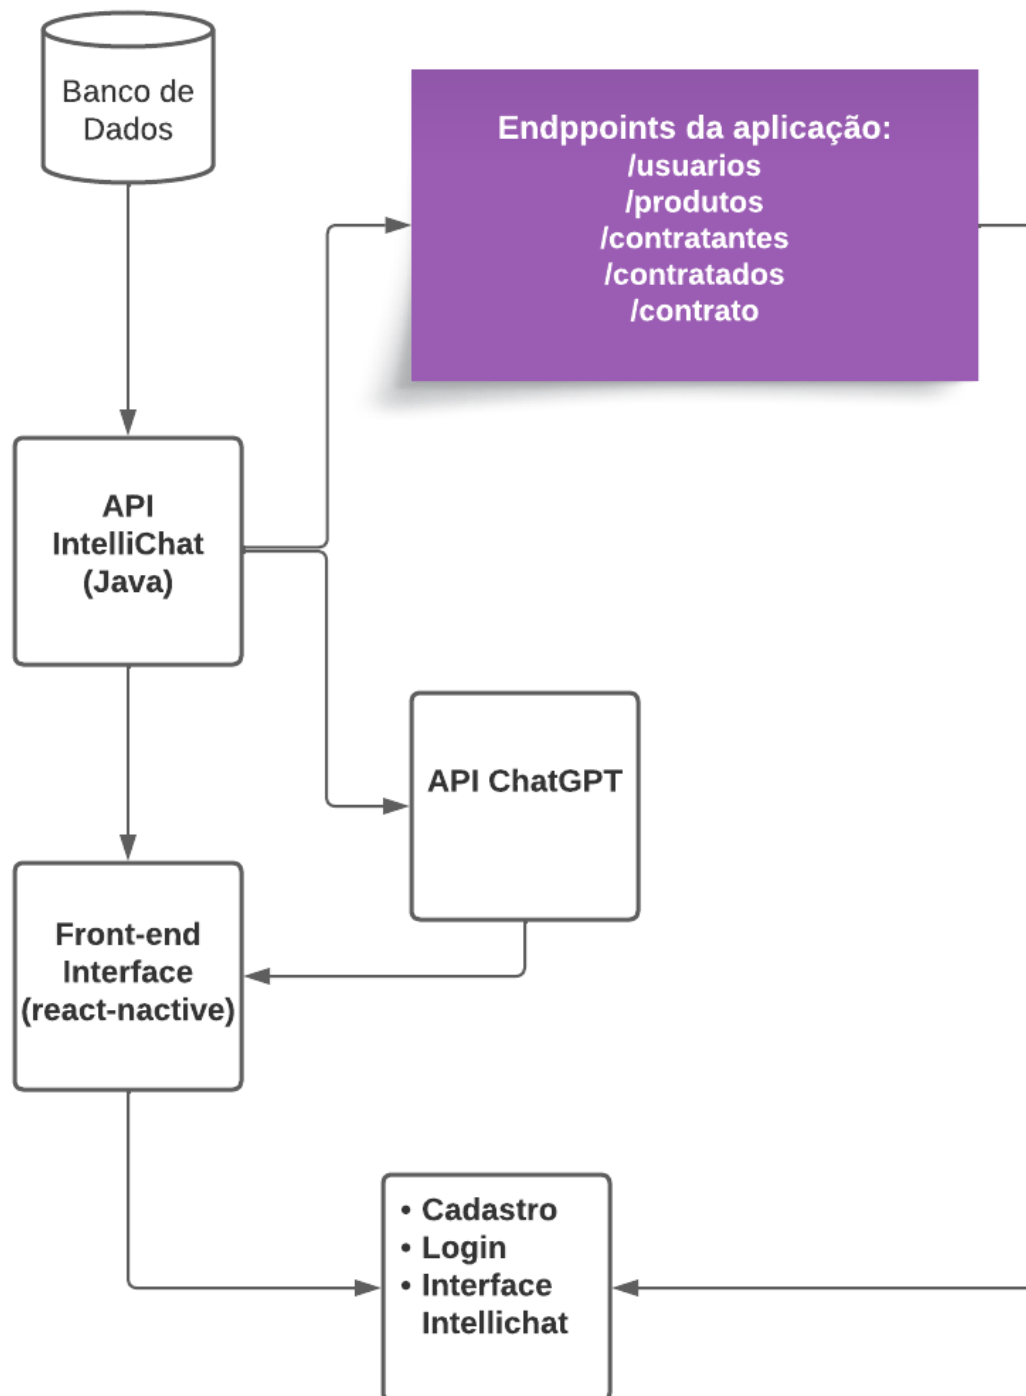 Banco de
Dados
Endppoints da aplicação:
/usuarios
/produtos
/contratantes
/contratados
/contrato
API
IntelliChat
(Java)
API ChatGPT
Front-end
Interface
(react-nactive)
• Cadastro
• Login
• Interface
Intellichat